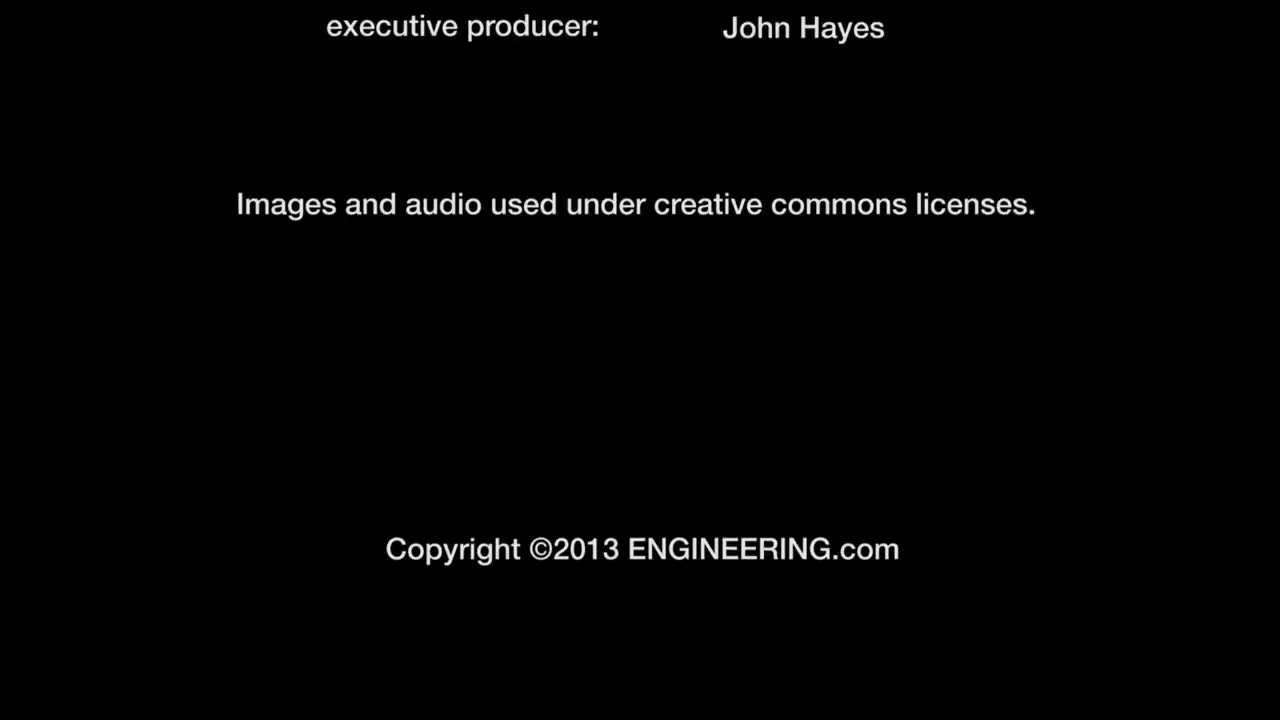 executive producer: John Hayes
Images and audio used under creative commons licenses.
Copyright ©2013 ENGINEERING.com